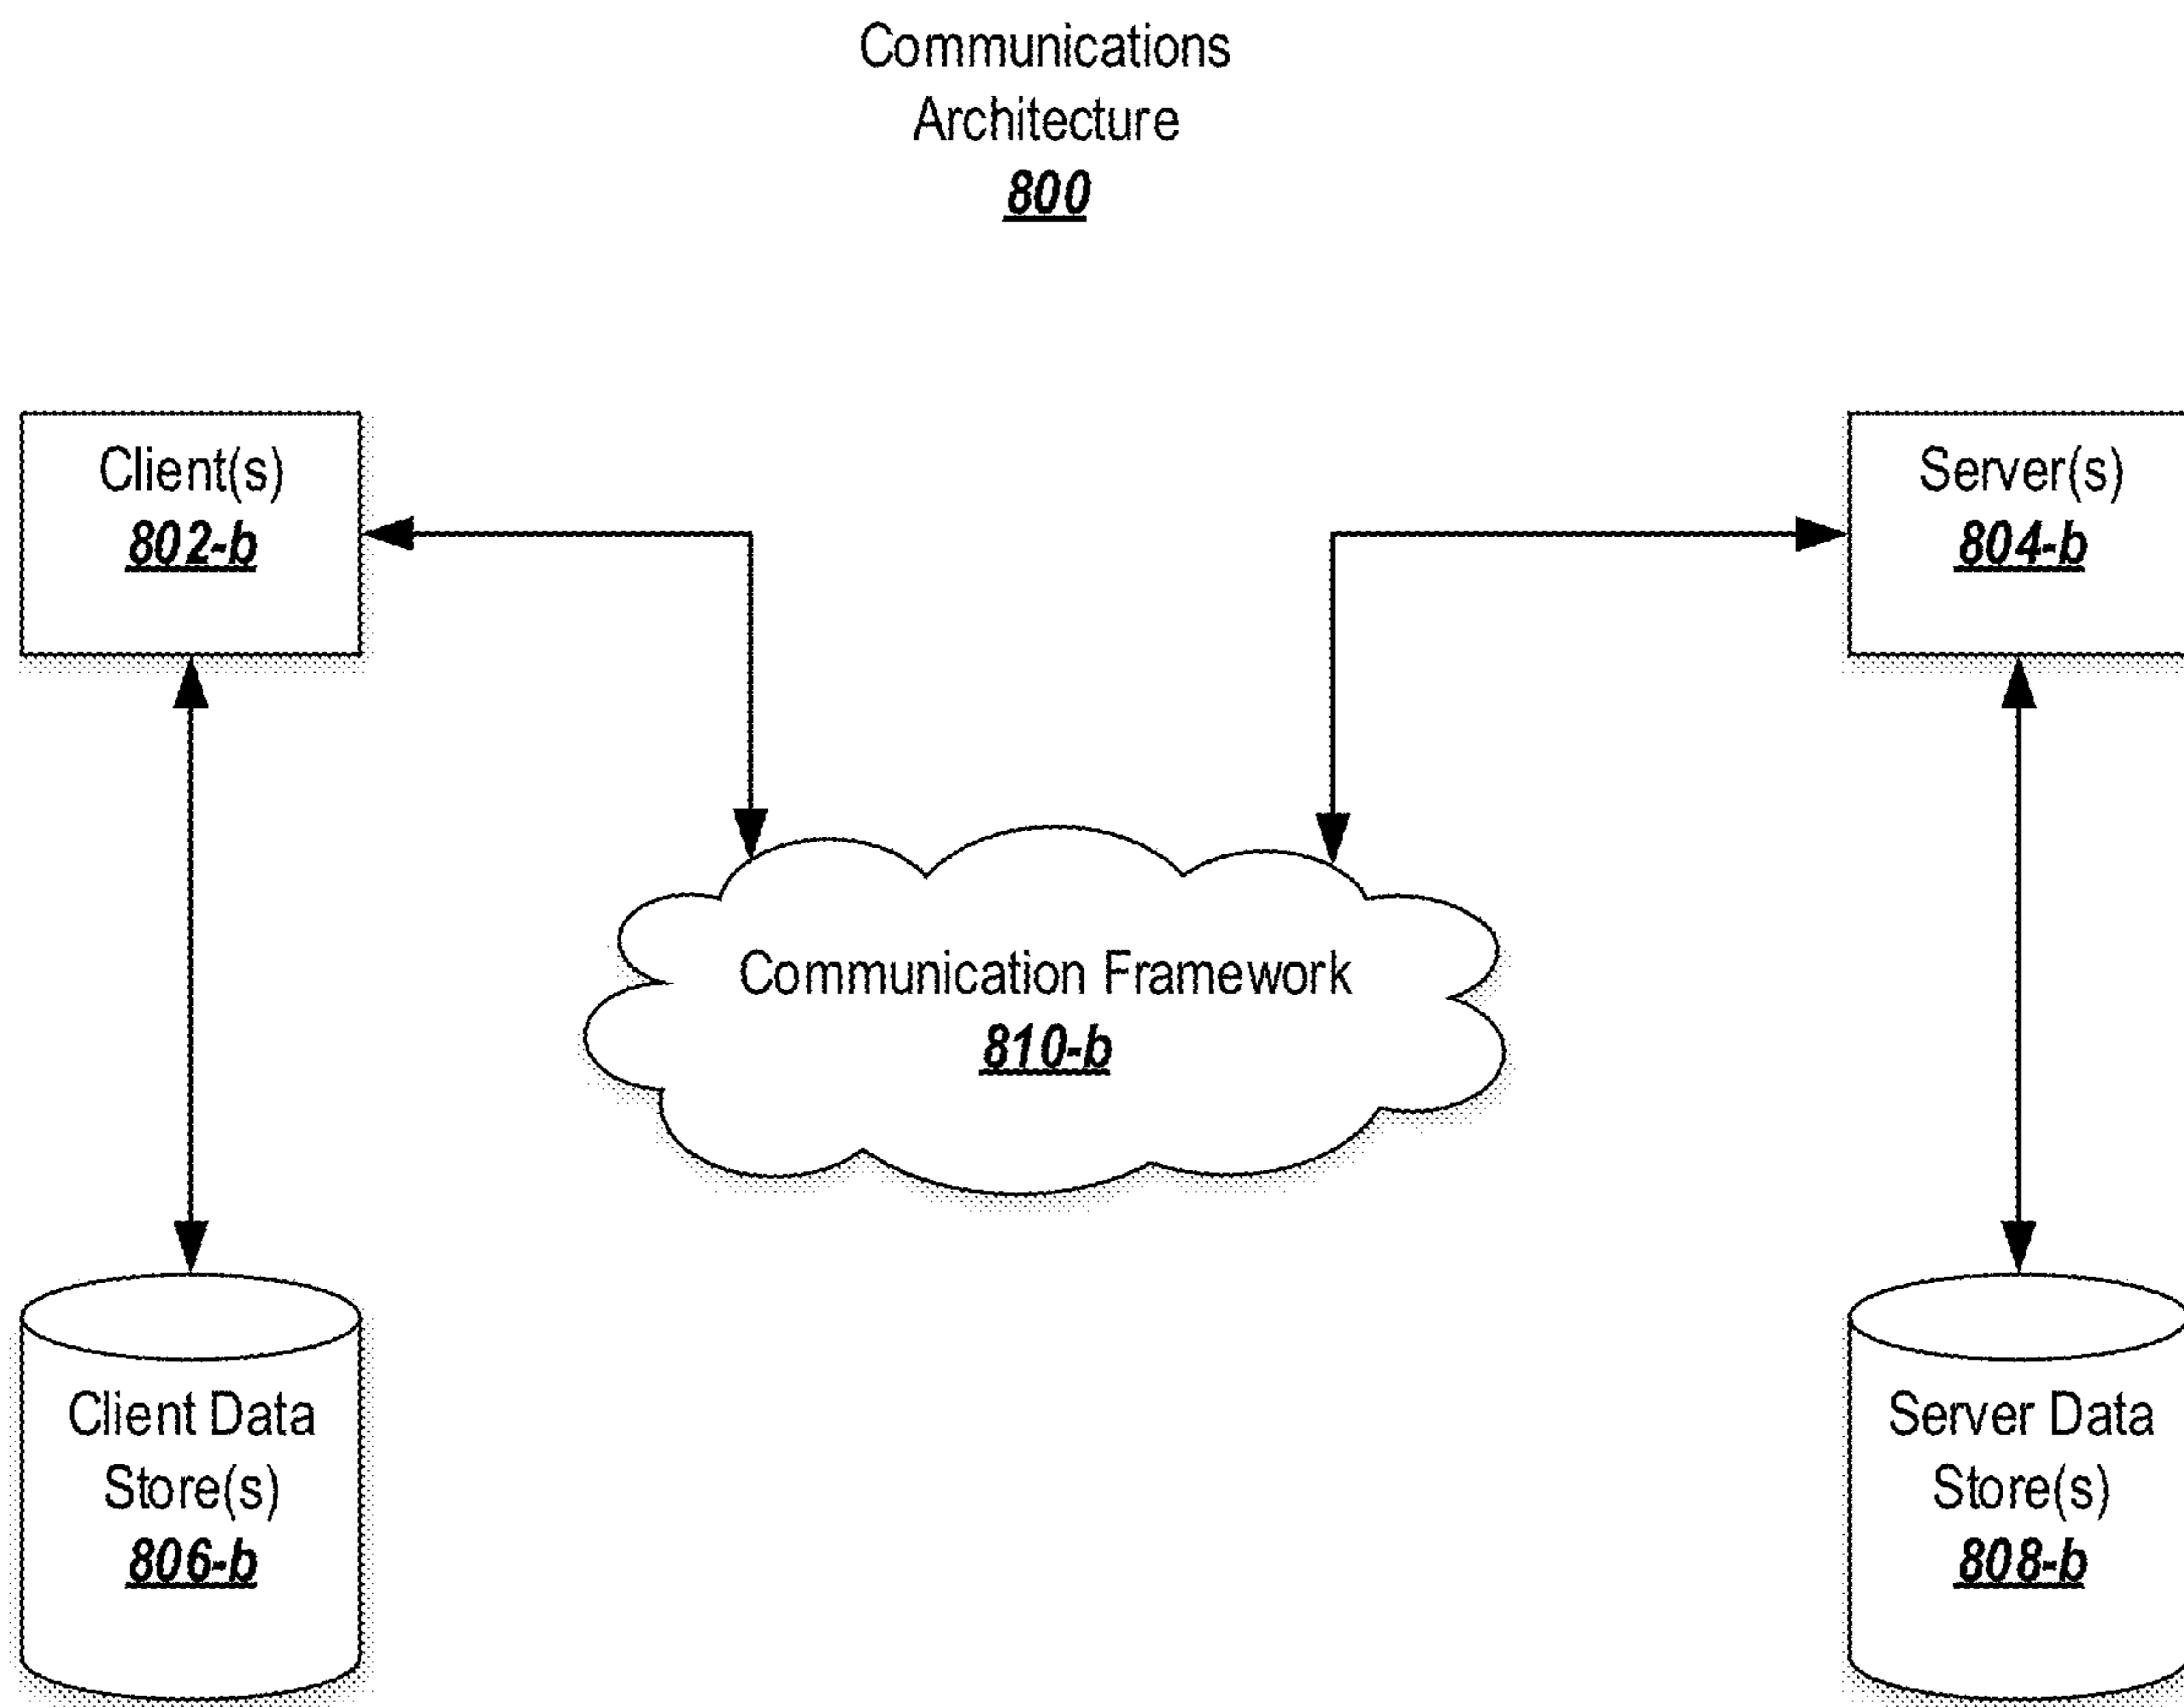 Communications
Architecture
800
Client(s)
802-b
Server(s)
804-b
Communication Framework
810-b
Client Data
Store(s)
806-b
Server Data
Store(s)
808-b